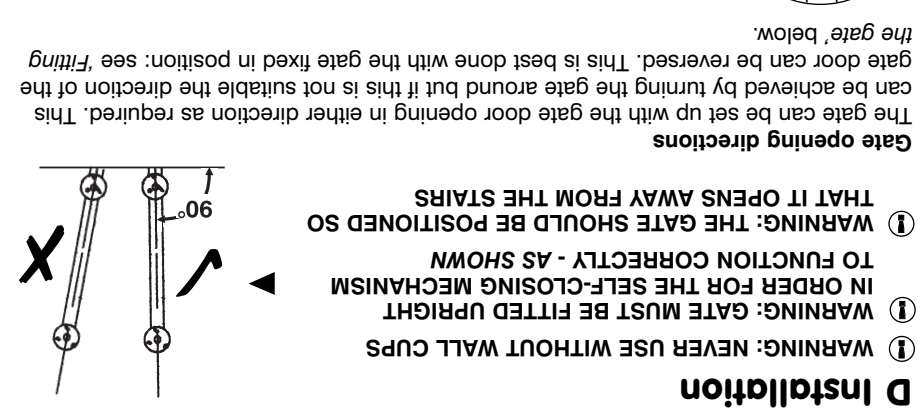 D Installation
WARNING: NEVER USE WITHOUT WALL CUPS
WARNING: GATE MUST BE FITTED UPRIGHT
IN ORDER FOR THE SELF-CLOSING MECHANISM
TO FUNCTION CORRECTLY - AS SHOWN
WARNING: THE GATE SHOULD BE POSITIONED SO
THAT IT OPENS AWAY FROM THE STAIRS
90°
Gate opening directions
The gate can be set up with the gate door opening in either direction as required. This
can be achieved by turning the gate around but if this is not suitable the direction of the
gate door can be reversed. This is best done with the gate fixed in position: see ‘Fitting
the gate’ below.